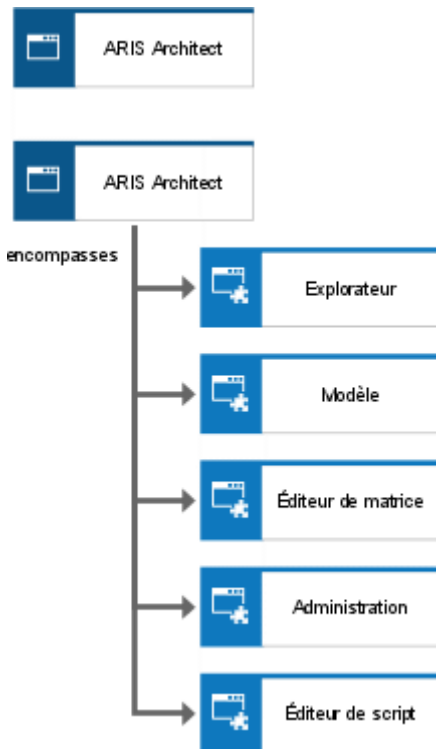 ARIS Architect
ARIS Architect
encompasses
Explorateur
Modèle
Éditeur de matrice
Administration
Éditeur de script